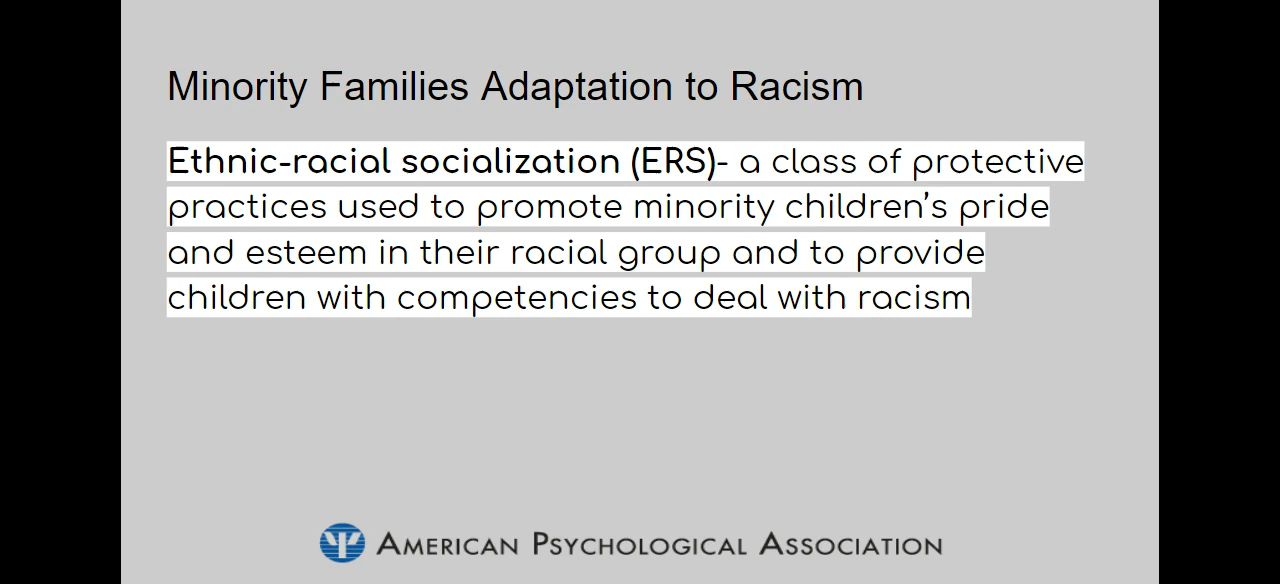 Minority Families Adaptation to Racism
Ethnic-racial socialization (ERS)- a class of protective
practices used to promote minority children’s pride
and esteem in their racial group and to provide
children with competencies to deal with racism
AMERICAN PSYCHOLOGICAL ASSOCIATION